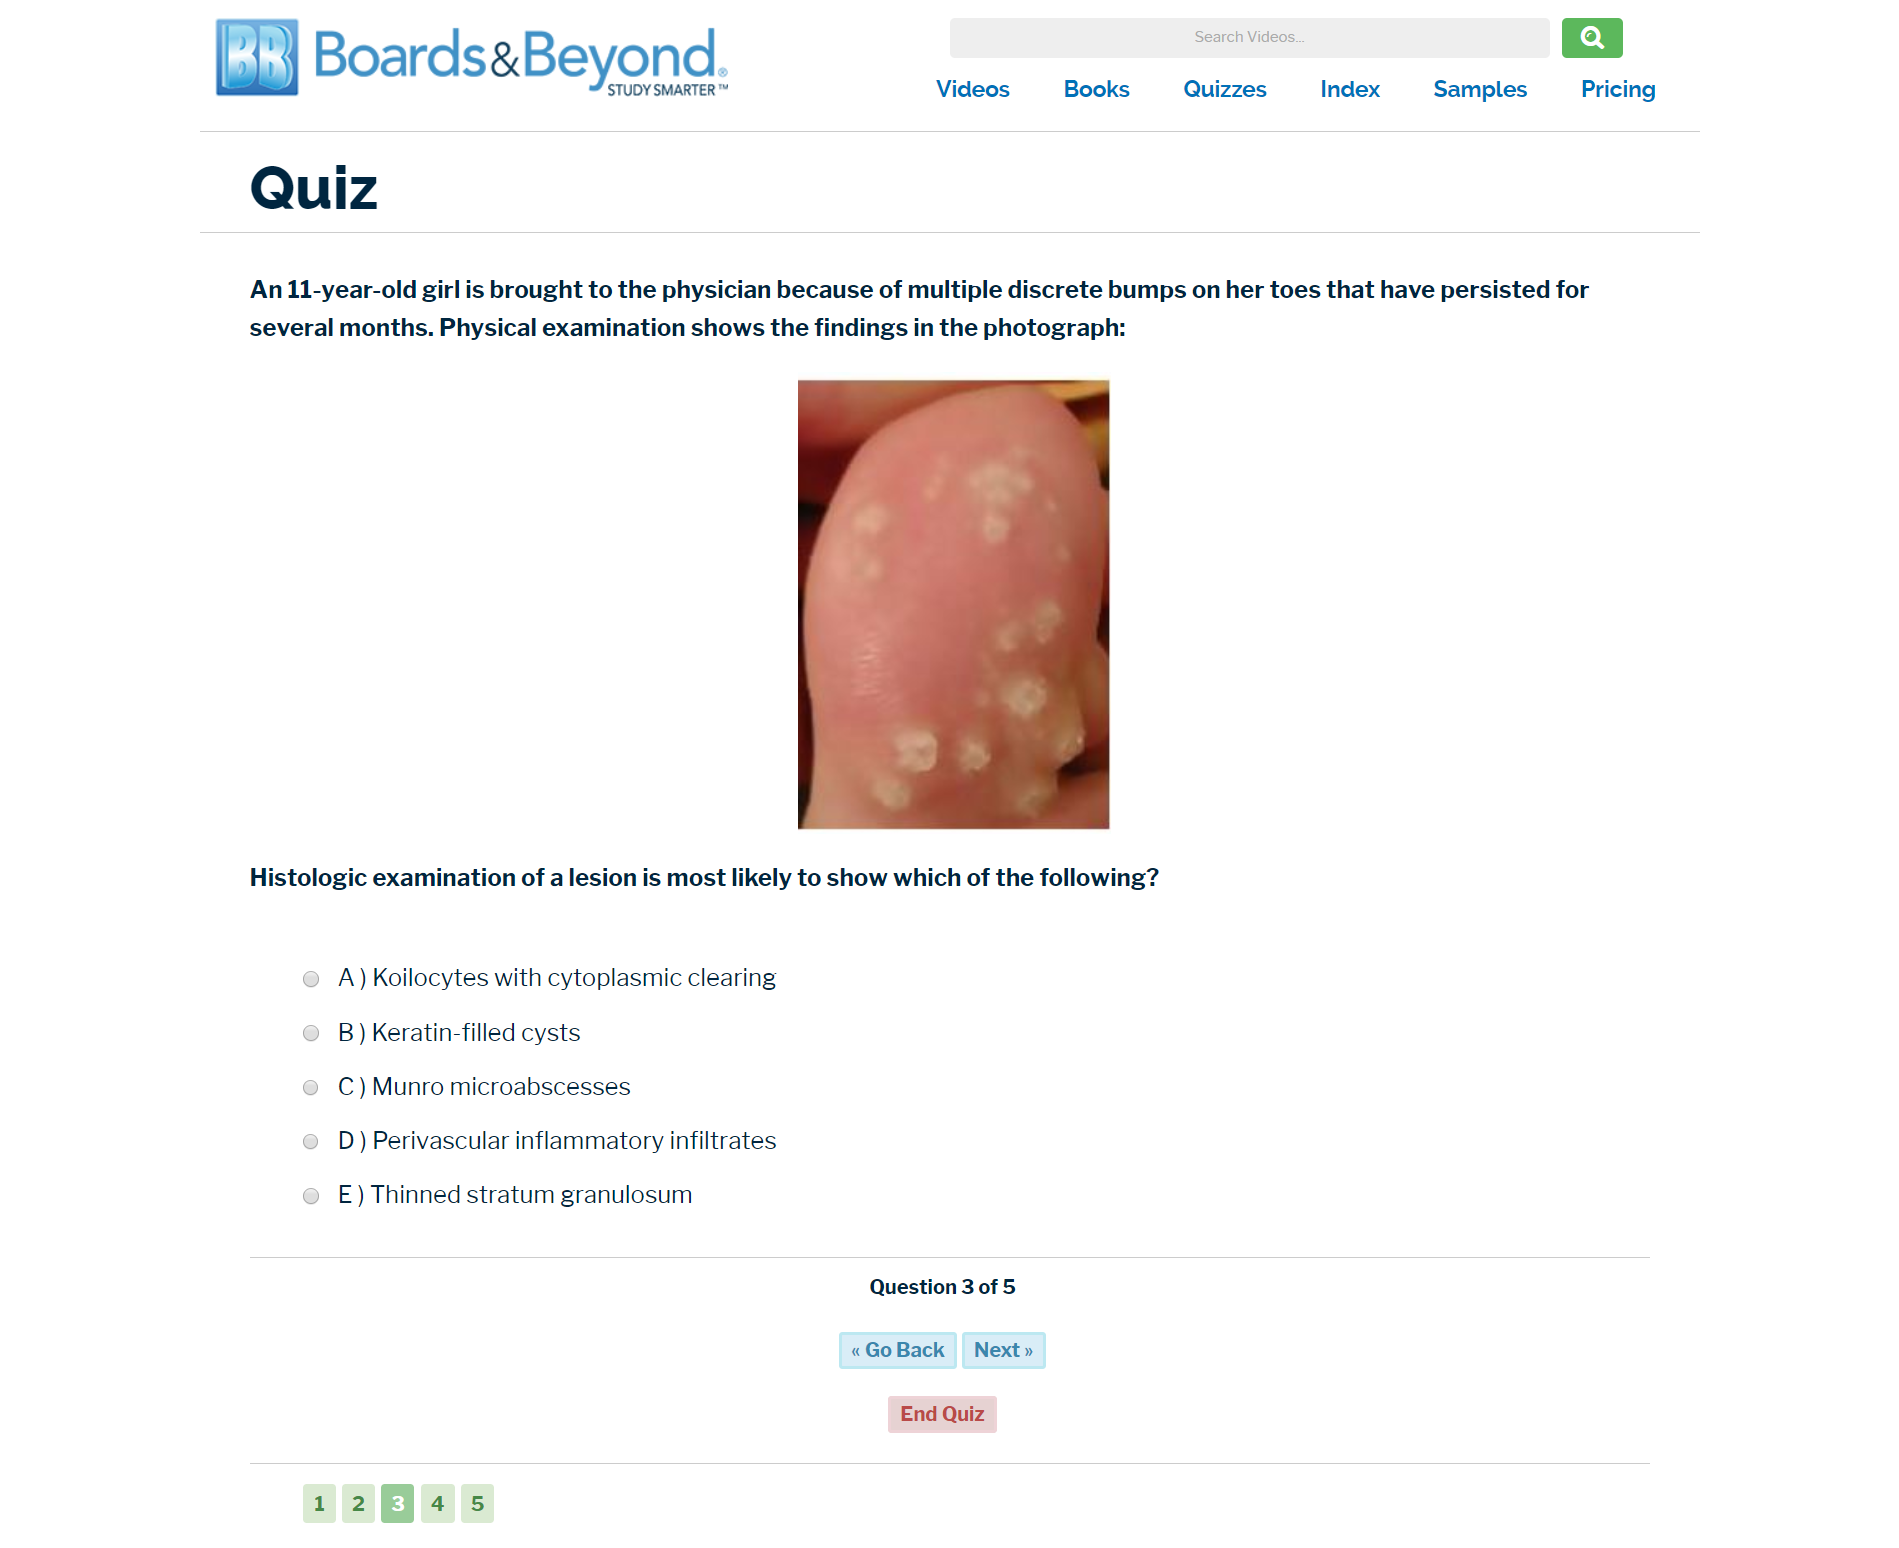 BB Boards&Beyond®
STUDY SMARTER™
Search Videos...
Videos Books Quizzes Index Samples Pricing
Quiz
An 11-year-old girl is brought to the physician because of multiple discrete bumps on her toes that have persisted for
several months. Physical examination shows the findings in the photograph:
Histologic examination of a lesion is most likely to show which of the following?
A ) Koilocytes with cytoplasmic clearing
B ) Keratin-filled cysts
C ) Munro microabscesses
D ) Perivascular inflammatory infiltrates
E ) Thinned stratum granulosum
Question 3 of 5
« Go Back Next »
End Quiz
1 2 3 4 5